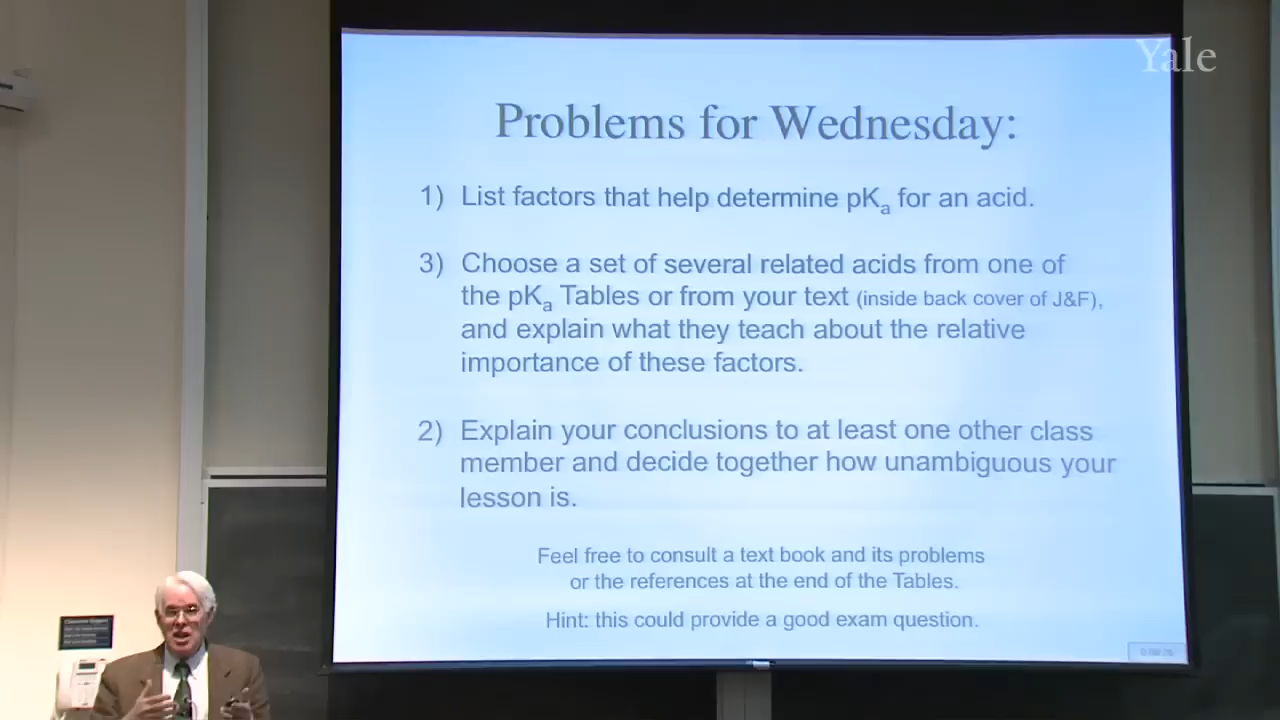 Yale
Problems for Wednesday:
1) List factors that help determine pKa for an acid.
3) Choose a set of several related acids from one of
the pKa Tables or from your text (inside back cover of J&F),
and explain what they teach about the relative
importance of these factors.
2) Explain your conclusions to at least one other class
member and decide together how unambiguous your
lesson is.
Feel free to consult a text book and its problems
or the references at the end of the Tables.
Hint: this could provide a good exam question.